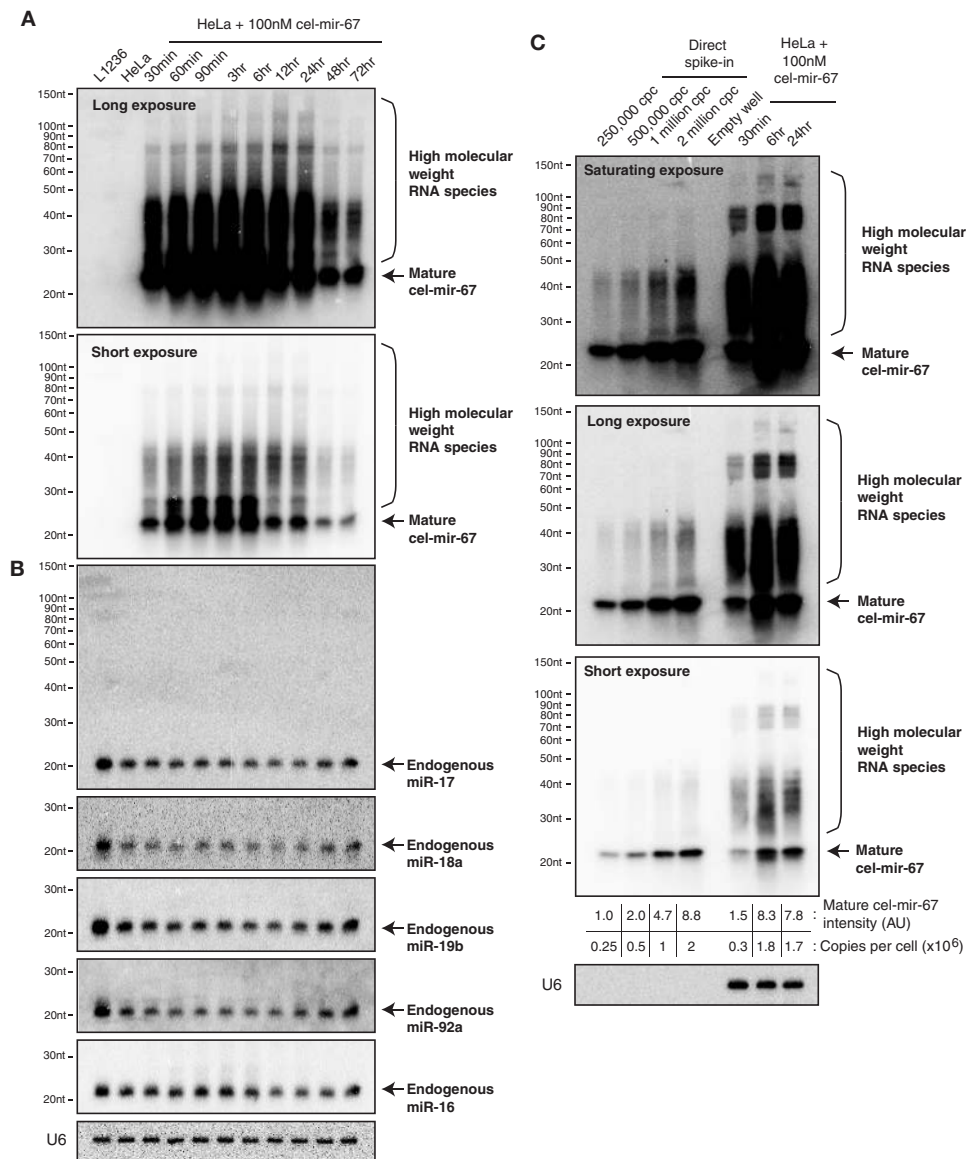 A
HeLa + 100nM cel-mir-67
L1236
HeLa
30min
60min
90min
3hr
6hr
12hr
24hr
48hr
72hr
Long exposure
150nt
100nt
90nt
80nt
70nt
60nt
50nt
40nt
30nt
20nt
High molecular
weight
RNA species
Mature
cel-mir-67
Short exposure
150nt
100nt
90nt
80nt
70nt
60nt
50nt
40nt
30nt
20nt
High molecular
weight
RNA species
Mature
cel-mir-67
B
150nt
100nt
90nt
80nt
70nt
60nt
50nt
40nt
30nt
20nt
Endogenous
miR-17
30nt
20nt
Endogenous
miR-18a
30nt
20nt
Endogenous
miR-19b
30nt
20nt
Endogenous
miR-92a
30nt
20nt
Endogenous
miR-16
U6
C
Direct
spike-in
HeLa +
100nM
cel-mir-67
250,000 cpc
500,000 cpc
1 million cpc
2 million cpc
Empty well
30min
6hr
24hr
Saturating exposure
150nt
100nt
90nt
80nt
70nt
60nt
50nt
40nt
30nt
20nt
High molecular
weight
RNA species
Mature
cel-mir-67
Long exposure
150nt
100nt
90nt
80nt
70nt
60nt
50nt
40nt
30nt
20nt
High molecular
weight
RNA species
Mature
cel-mir-67
Short exposure
150nt
100nt
90nt
80nt
70nt
60nt
50nt
40nt
30nt
20nt
High molecular
weight
RNA species
Mature
cel-mir-67
1.0 2.0 4.7 8.8 1.5 8.3 7.8 : Mature cel-mir-67
intensity (AU)
0.25 0.5 1 2 0.3 1.8 1.7 : Copies per cell (x10⁶)
U6